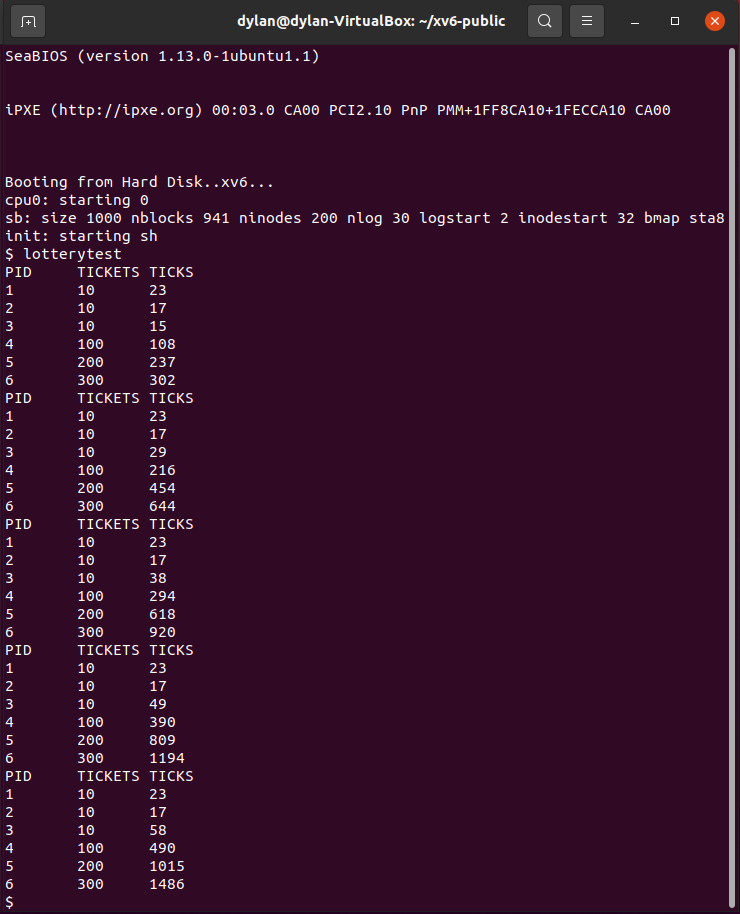 dylan@dylan-VirtualBox: ~/xv6-public
SeaBIOS (version 1.13.0-1ubuntu1.1)
iPXE (http://ipxe.org) 00:03.0 CA00 PCI2.10 PnP PMM+1FF8CA10+1FECCA10 CA00
Booting from Hard Disk..xv6...
cpu0: starting 0
sb: size 1000 nblocks 941 ninodes 200 nlog 30 logstart 2 inodestart 32 bmap sta8
init: starting sh
$ lotterytest
PID TICKETS TICKS
1 10 23
2 10 17
3 10 15
4 100 108
5 200 237
6 300 302
PID TICKETS TICKS
1 10 23
2 10 17
3 10 29
4 100 216
5 200 454
6 300 644
PID TICKETS TICKS
1 10 23
2 10 17
3 10 38
4 100 294
5 200 618
6 300 920
PID TICKETS TICKS
1 10 23
2 10 17
3 10 49
4 100 390
5 200 809
6 300 1194
PID TICKETS TICKS
1 10 23
2 10 17
3 10 58
4 100 490
5 200 1015
6 300 1486
$